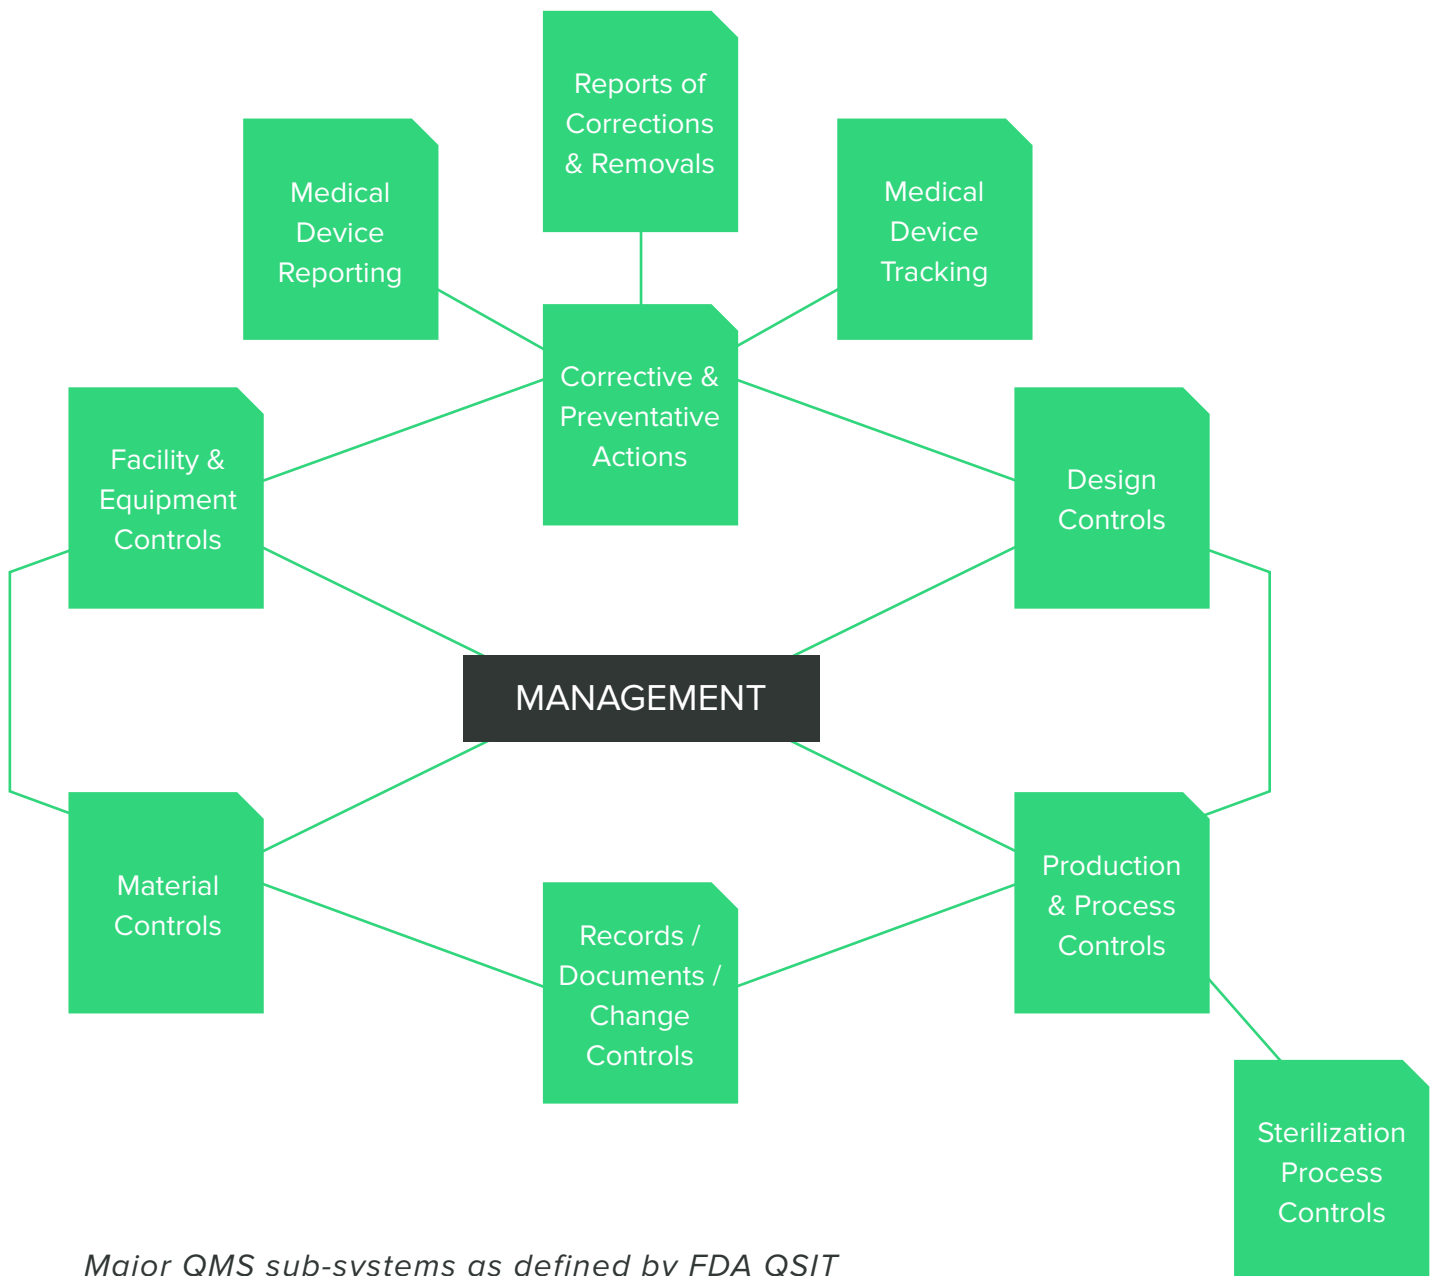 Reports of
Corrections
& Removals
Medical
Device
Reporting
Medical
Device
Tracking
Corrective &
Preventative
Actions
Facility &
Equipment
Controls
Design
Controls
MANAGEMENT
Material
Controls
Records /
Documents /
Change
Controls
Production
& Process
Controls
Sterilization
Process
Controls
Major QMS sub-systems as defined by FDA QSIT